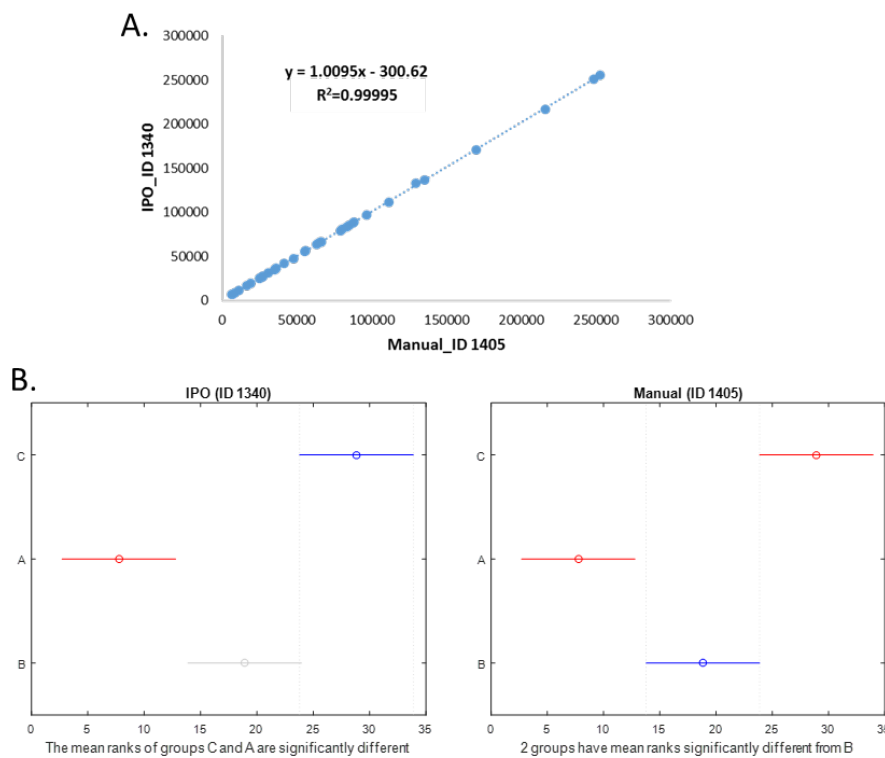 A.
300000
250000
200000
150000
100000
50000
0
IPO_ID 1340
y = 1.0095x - 300.62
R²=0.99995
0 50000 100000 150000 200000 250000 300000
Manual_ID 1405
B.
IPO (ID 1340)
C
A
B
0 5 10 15 20 25 30 35
The mean ranks of groups C and A are significantly different
Manual (ID 1405)
C
A
B
0 5 10 15 20 25 30 35
2 groups have mean ranks significantly different from B